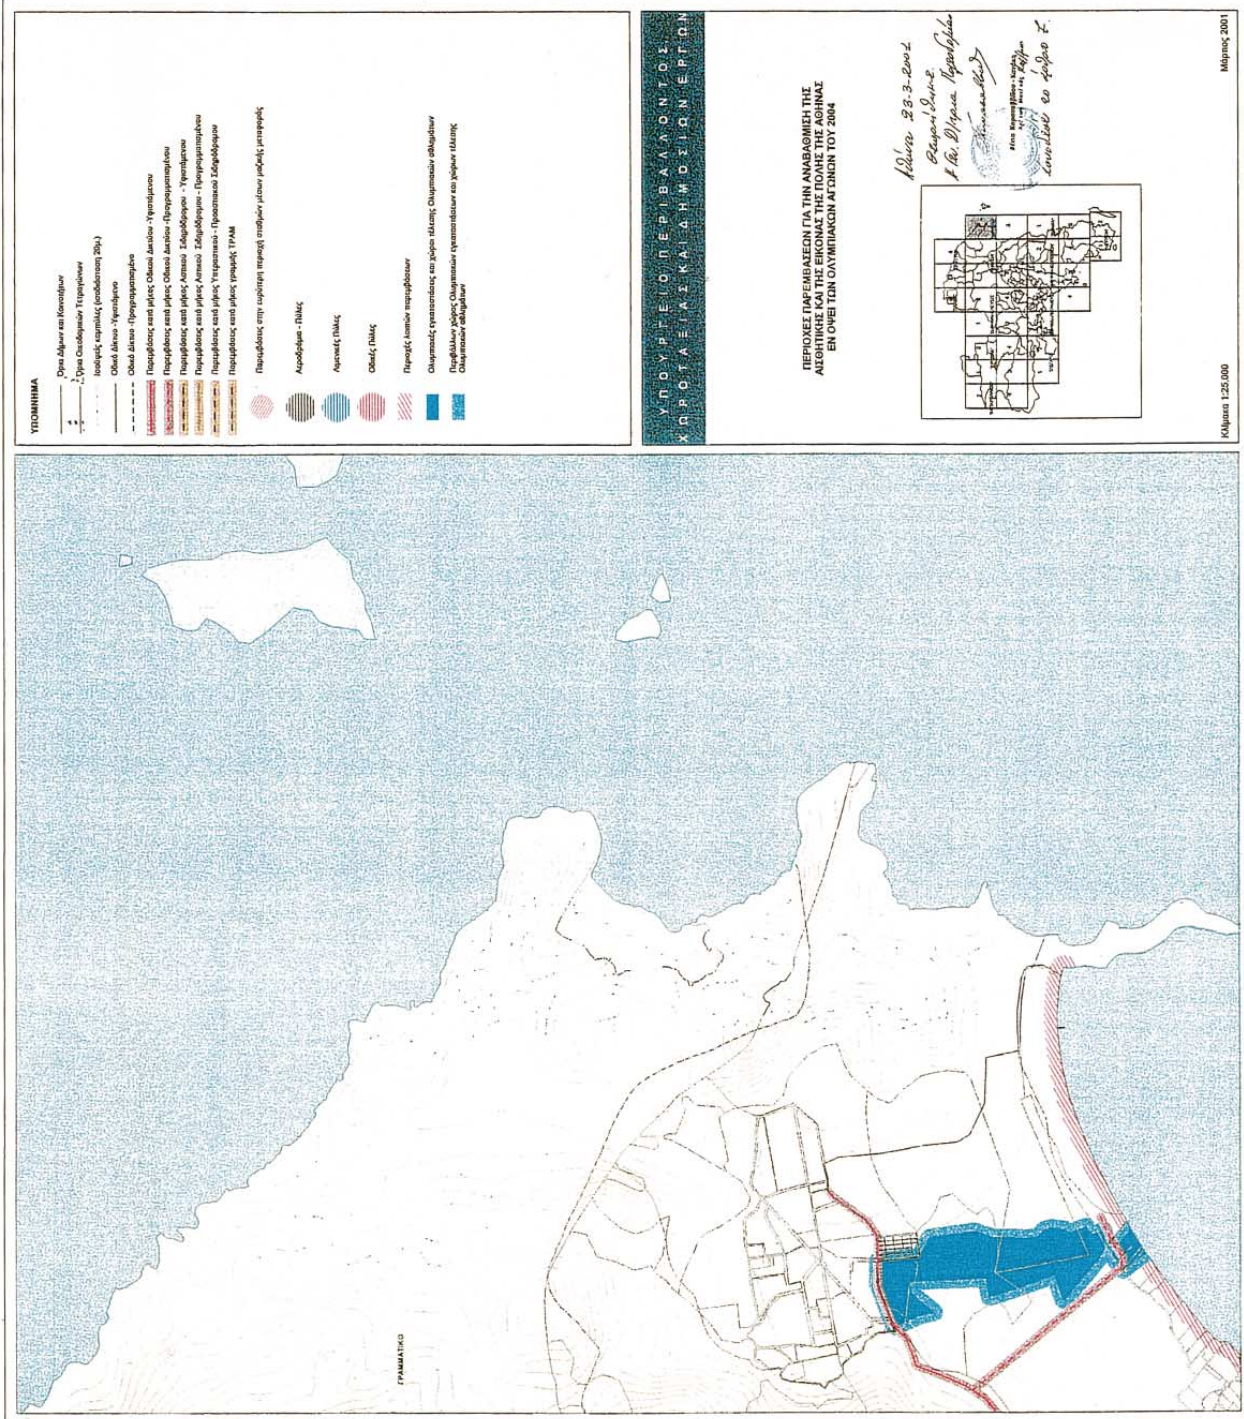 ΥΠΟΜΝΗΜΑ
Όρια Δήμων και Κοινοτήτων
Όρια Οικοδομικών Τετραγώνων
Ισοϋψείς καμπύλες (ισοδιάσταση 20μ.)
Οδικό Δίκτυο -Υφιστάμενο
Οδικό Δίκτυο -Προγραμματισμένο
Παρεμβάσεις κατά μήκος Οδικού Δικτύου -Υφιστάμενου
Παρεμβάσεις κατά μήκος Οδικού Δικτύου -Προγραμματισμένου
Παρεμβάσεις κατά μήκος Αστικού Σιδηρόδρομου - Υφιστάμενου
Παρεμβάσεις κατά μήκος Αστικού Σιδηρόδρομου - Προγραμματισμένου
Παρεμβάσεις κατά μήκος Υπεραστικού - Προαστιακού Σιδηρόδρομου
Παρεμβάσεις κατά μήκος γραμμής ΤΡΑΜ
Παρεμβάσεις στην ευρύτερη περιοχή σταθμών μέσων μαζικής μεταφοράς
Αεροδρόμια - Πύλες
Λιμενικές Πύλες
Οδικές Πύλες
Περιοχές λοιπών παρεμβάσεων
Ολυμπιακές εγκαταστάσεις και χώροι τέλεσης Ολυμπιακών αθλημάτων
Περιβάλλων χώρος Ολυμπιακών εγκαταστάσεων και χώρων τέλεσης
Ολυμπιακών αθλημάτων
ΥΠΟΥΡΓΕΙΟ ΠΕΡΙΒΑΛΛΟΝΤΟΣ,
ΧΩΡΟΤΑΞΙΑΣ ΚΑΙ ΔΗΜΟΣΙΩΝ ΕΡΓΩΝ
ΠΕΡΙΟΧΕΣ ΠΑΡΕΜΒΑΣΕΩΝ ΓΙΑ ΤΗΝ ΑΝΑΒΑΘΜΙΣΗ ΤΗΣ
ΑΙΣΘΗΤΙΚΗΣ ΚΑΙ ΤΗΣ ΕΙΚΟΝΑΣ ΤΗΣ ΠΟΛΗΣ ΤΗΣ ΑΘΗΝΑΣ
ΕΝ ΟΨΕΙ ΤΩΝ ΟΛΥΜΠΙΑΚΩΝ ΑΓΩΝΩΝ ΤΟΥ 2004
Αθήνα 23-3-2001
Κλίμακα 1:25.000
Μάρτιος 2001
ΓΡΑΜΜΑΤΙΚΟ